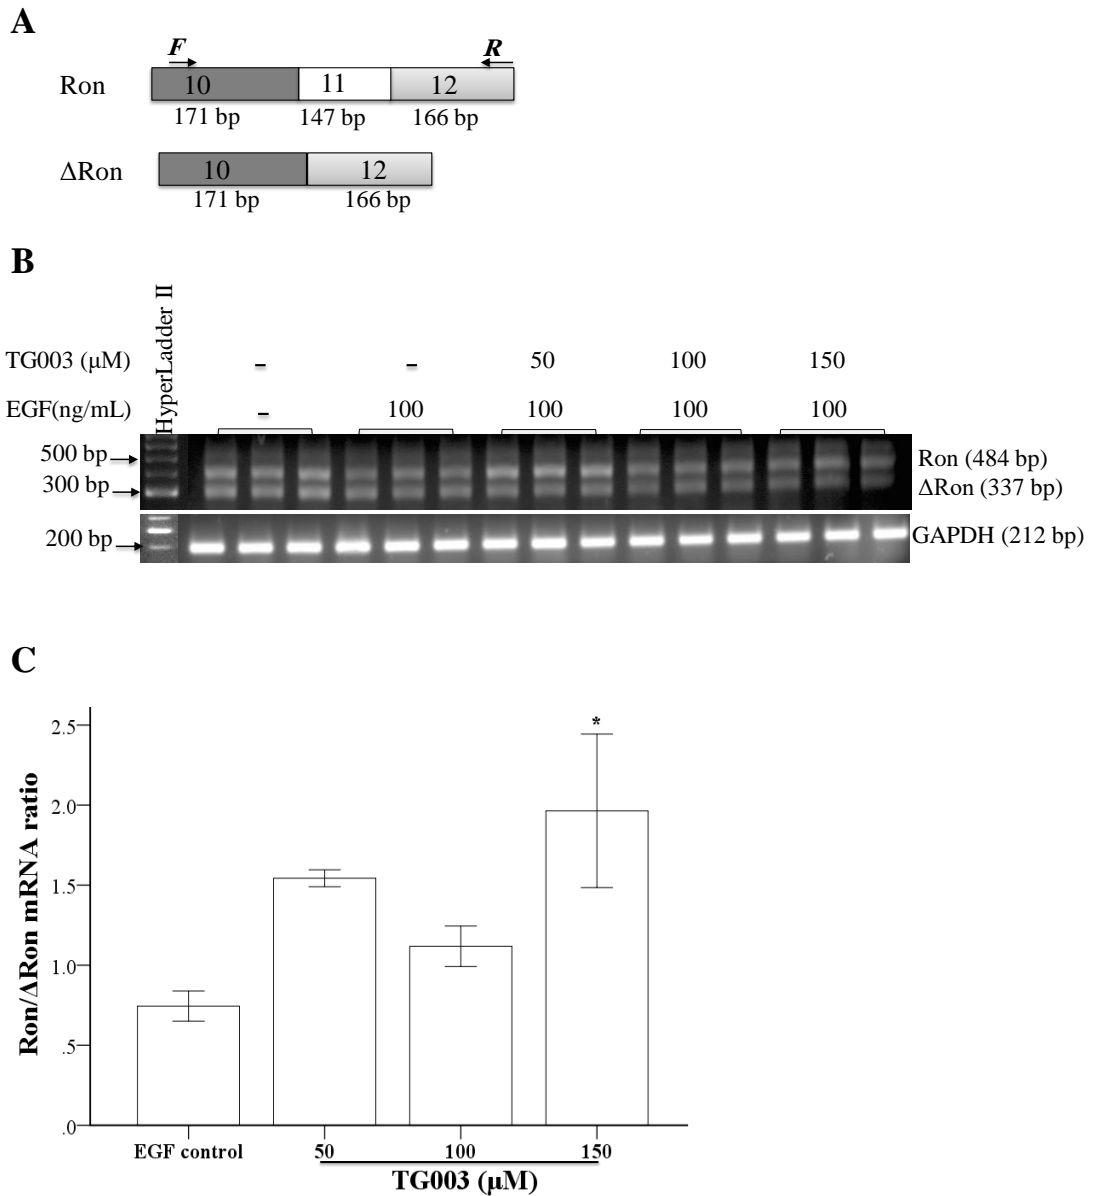 A
F R
Ron 10 11 12
171 bp 147 bp 166 bp
ΔRon 10 12
171 bp 166 bp
B
HyperLadder II
TG003 (μM) – – 50 100 150
EGF(ng/mL) – 100 100 100 100
500 bp Ron (484 bp)
300 bp ΔRon (337 bp)
200 bp GAPDH (212 bp)
C
Ron/ΔRon mRNA ratio
2.5
2.0
1.5
1.0
.5
.0
*
EGF control 50 100 150
TG003 (μM)